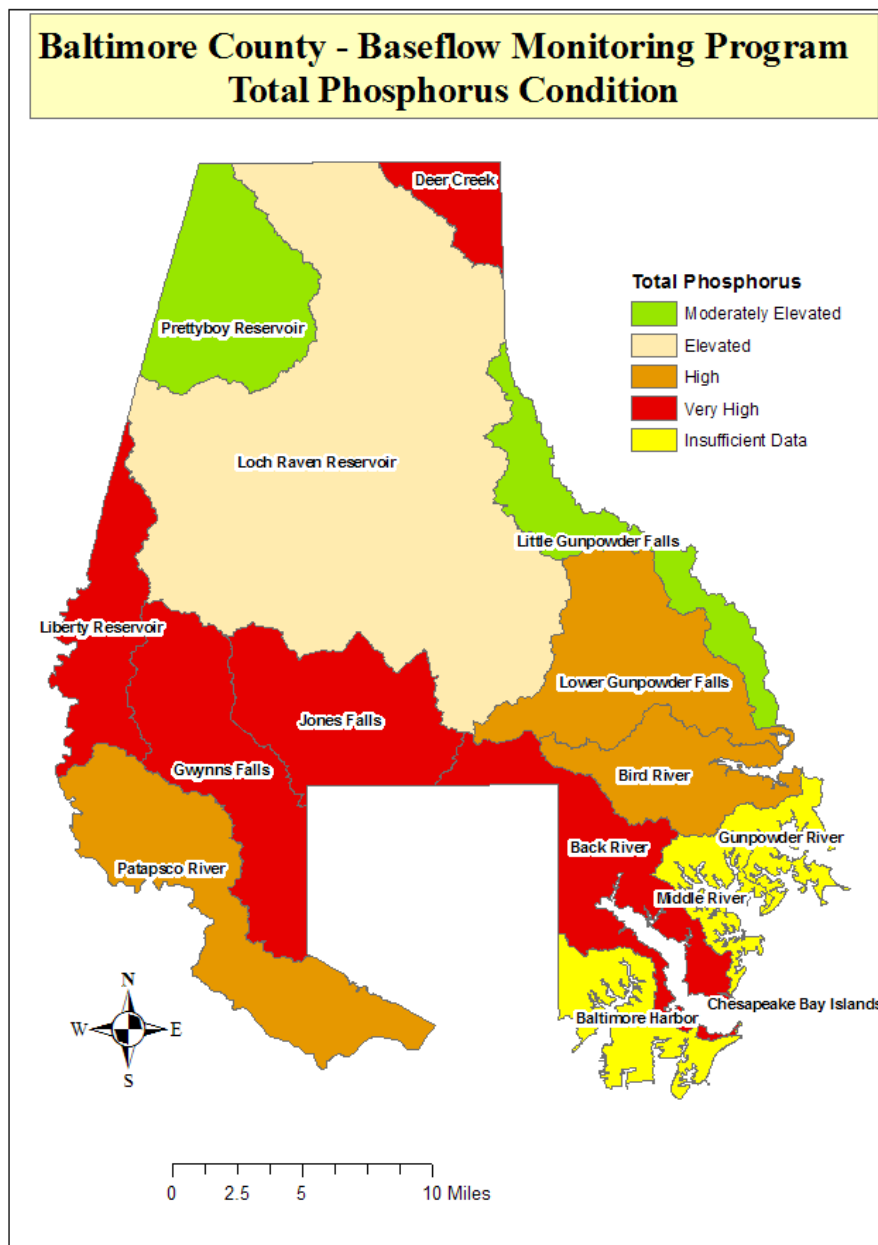 Baltimore County - Baseflow Monitoring Program
Total Phosphorus Condition
Deer Creek
Total Phosphorus
Moderately Elevated
Elevated
High
Very High
Insufficient Data
Prettyboy Reservoir
Loch Raven Reservoir
Little Gunpowder Falls
Liberty Reservoir
Lower Gunpowder Falls
Jones Falls
Gwynns Falls
Bird River
Gunpowder River
Back River
Patapsco River
Middle River
Chesapeake Bay Islands
Baltimore Harbor
N
W E
S
0 2.5 5 10 Miles